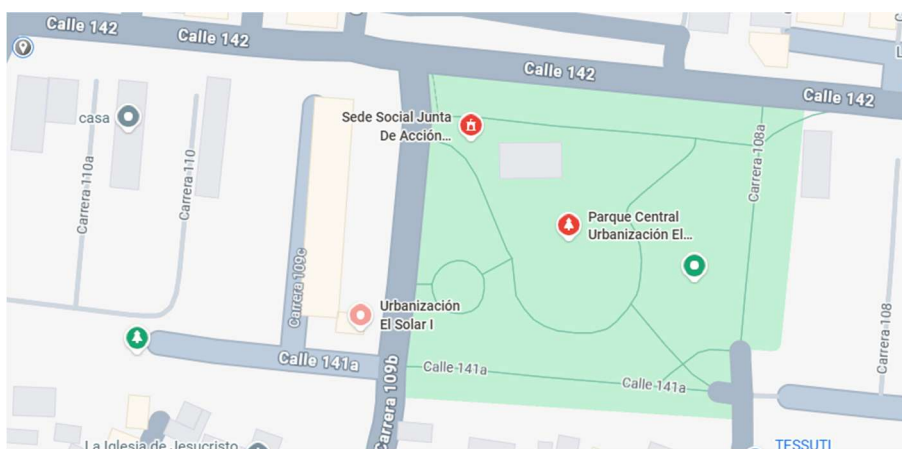 Calle 142
Calle 142
Calle 142
Calle 142
casa
Sede Social Junta
De Acción...
Carrera 110a
Carrera 110
Carrera 108a
Parque Central
Urbanización El...
Carrera 109c
Urbanización
El Solar I
Carrera 108
Calle 141a
Calle 141a
Calle 141a
Carrera 109b
La Iglesia de Jesucristo
TESSUTI